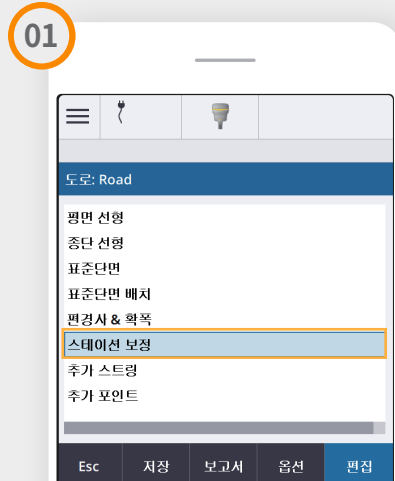 01
도로: Road
평면 선형
종단 선형
표준단면
표준단면 배치
편경사 & 확폭
스테이션 보정
추가 스트링
추가 포인트
Esc 저장 보고서 옵션 편집